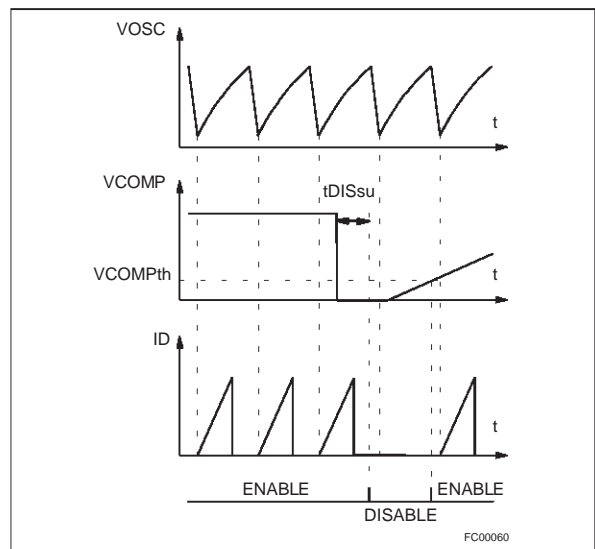 VOSC
t
VCOMP
tDISsu
VCOMPth
t
ID
t
ENABLE
ENABLE
DISABLE
FC00060